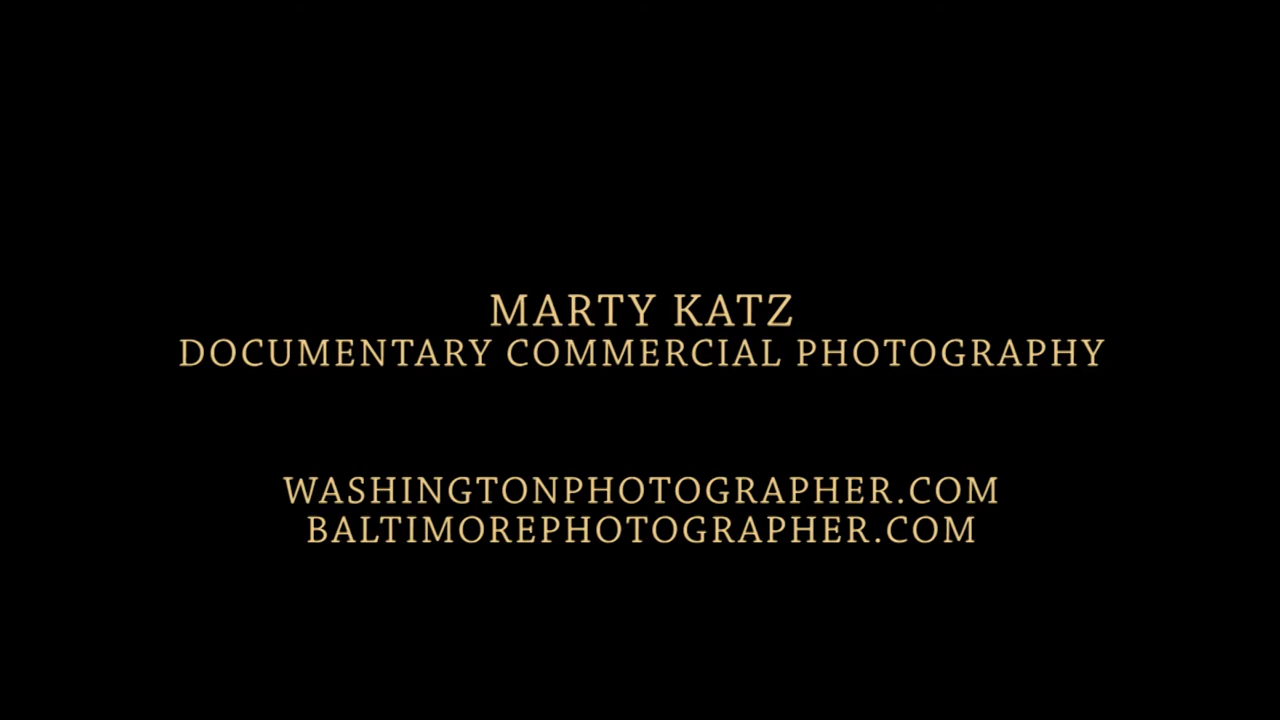 MARTY KATZ
DOCUMENTARY COMMERCIAL PHOTOGRAPHY
WASHINGTONPHOTOGRAPHER.COM
BALTIMOREPHOTOGRAPHER.COM